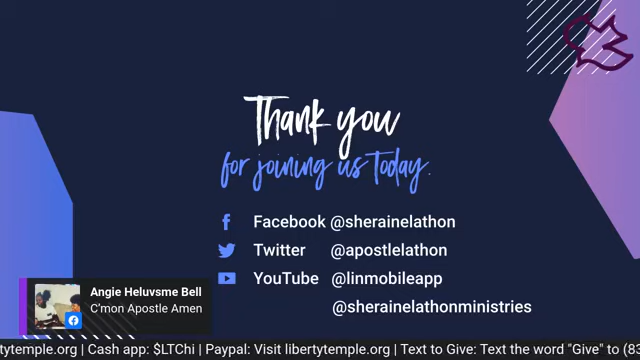 Thank you
for joining us today.
Facebook @sherainelathon
Twitter @apostlelathon
YouTube @linmobileapp
@sherainelathonministries
Angie Heluvsme Bell
C'mon Apostle Amen
tytemple.org | Cash app: $LTChi | Paypal: Visit libertytemple.org | Text to Give: Text the word "Give" to (83